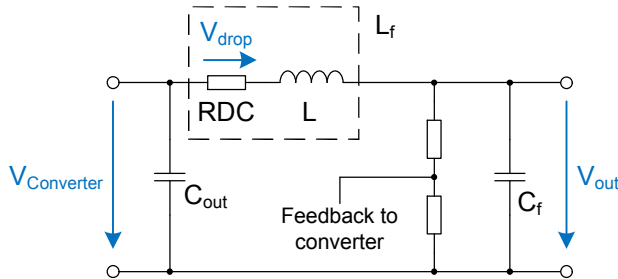 V_drop
L_f
RDC
L
V_Converter
C_out
Feedback to
converter
C_f
V_out